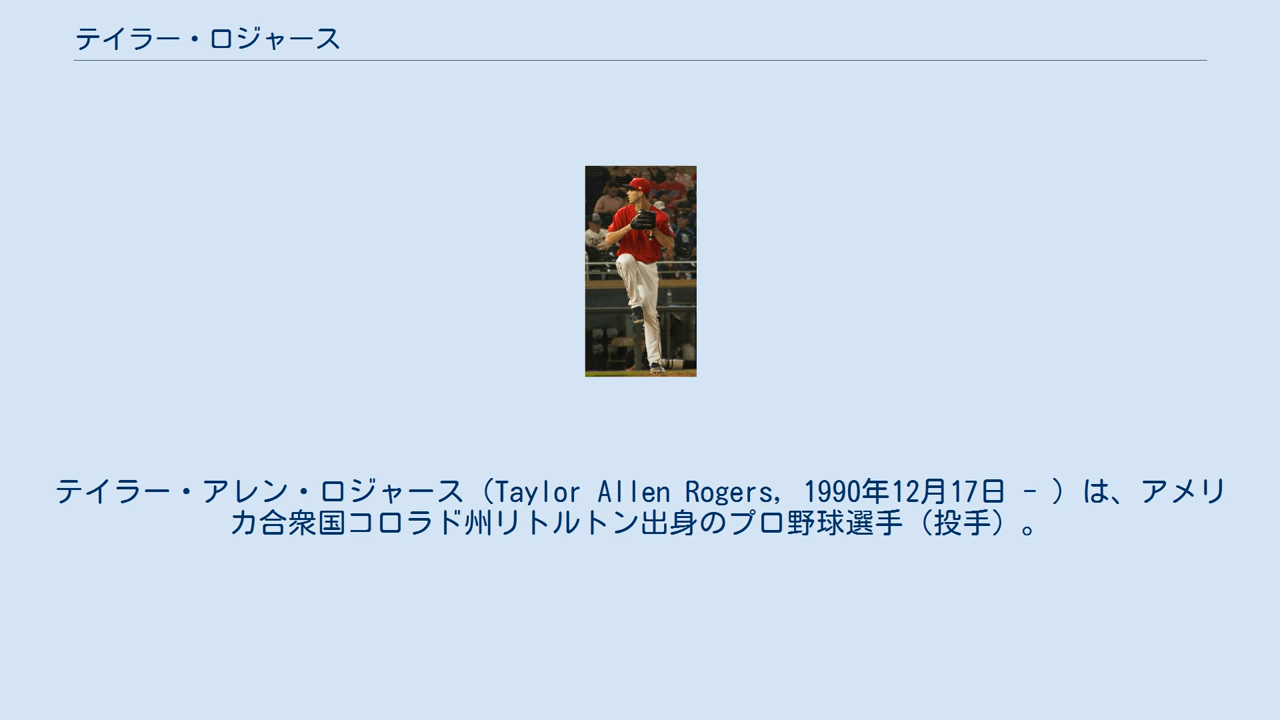 テイラー・ロジャース
テイラー・アレン・ロジャース（Taylor Allen Rogers, 1990年12月17日 - ）は、アメリ
カ合衆国コロラド州リトルトン出身のプロ野球選手（投手）。